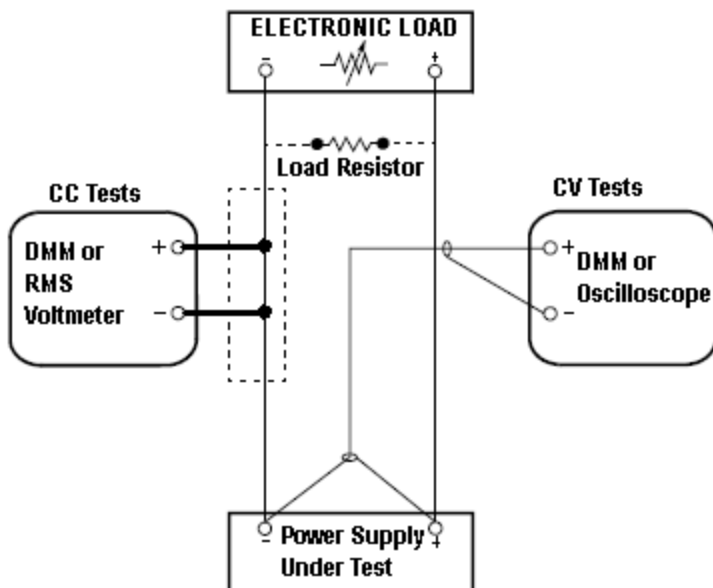 ELECTRONIC LOAD
- +
Load Resistor
CC Tests
DMM or
RMS
Voltmeter
+
-
CV Tests
+
-
DMM or
Oscilloscope
- Power Supply +
Under Test